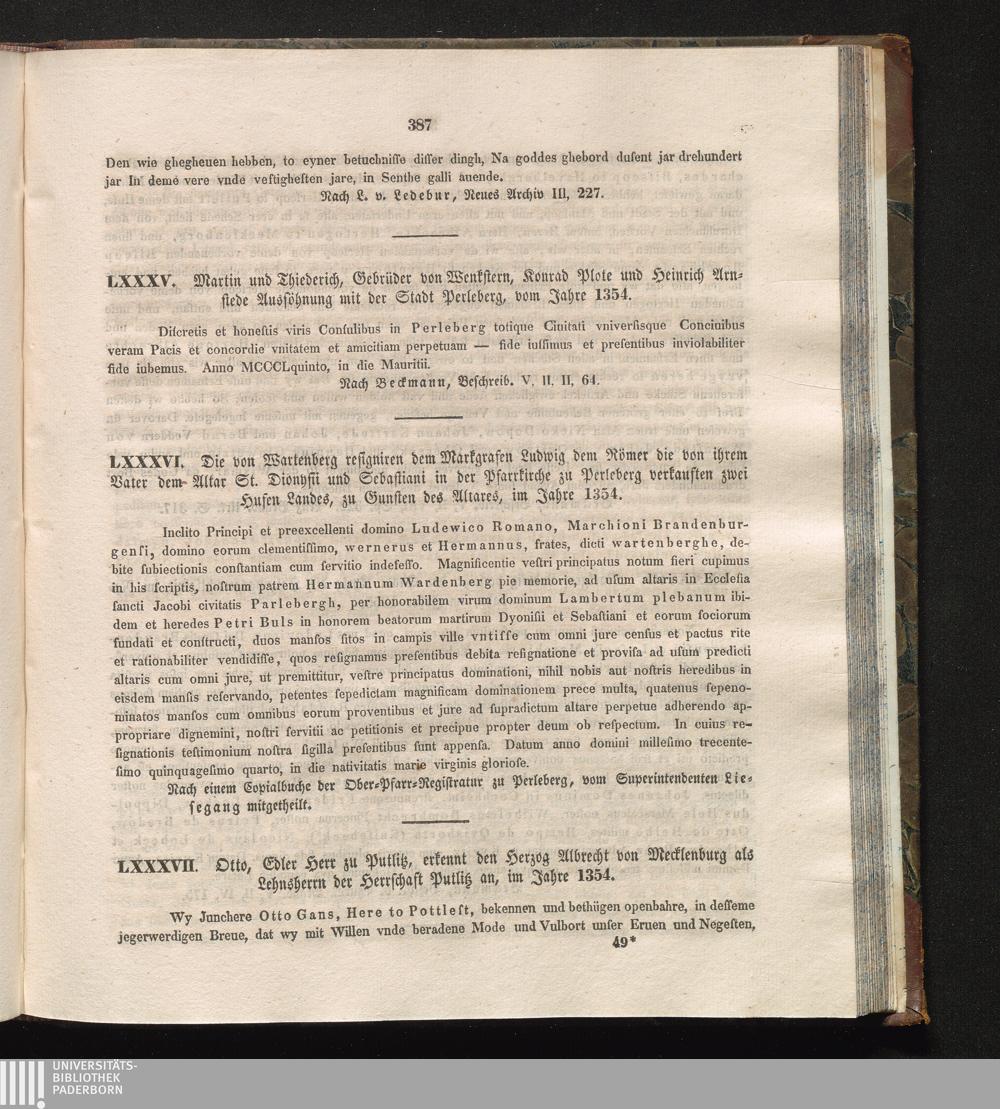 387
Den wie ghegheuen hebben, to eyner betuchniſſe diſſer dingh, Na goddes ghebord duſent jar drehundert
jar In deme vere vnde veſtigheſten jare, in Senthe galli auende.
Nach L. v. Ledebur, Neues Archiv III, 227.
LXXXV. Martin und Thiederich, Gebrüder von Wenkſtern, Konrad Plote und Heinrich Arn-
ſtede Ausſöhnung mit der Stadt Perleberg, vom Jahre 1354.
Diſcretis et honeſtis viris Conſulibus in Perleberg totique Ciuitati vniverſisque Conciuibus
veram Pacis et concordie vnitatem et amicitiam perpetuam — fide iuſſimus et preſentibus inviolabiliter
fide iubemus. Anno MCCCLquinto, in die Mauritii.
Nach Beckmann, Beſchreib. V, II. II, 64.
LXXXVI. Die von Wartenberg reſigniren dem Markgrafen Ludwig dem Römer die von ihrem
Vater dem Altar St. Dionyſii und Sebaſtiani in der Pfarrkirche zu Perleberg verkauften zwei
Hufen Landes, zu Gunſten des Altares, im Jahre 1354.
Inclito Principi et preexcellenti domino Ludewico Romano, Marchioni Brandenbur-
genſi, domino eorum clementiſſimo, wernerus et Hermannus, frates, dicti wartenberghe, de-
bite ſubiectionis conſtantiam cum ſervitio indefeſſo. Magnificentie veſtri principatus notum fieri cupimus
in his ſcriptis, noſtrum patrem Hermannum Wardenberg pie memorie, ad uſum altaris in Eccleſia
ſancti Jacobi civitatis Parlebergh, per honorabilem virum dominum Lambertum plebanum ibi-
dem et heredes Petri Buls in honorem beatorum martirum Dyoniſii et Sebaſtiani et eorum ſociorum
fundati et conſtructi, duos manſos ſitos in campis ville vntiſſe cum omni jure cenſus et pactus rite
et rationabiliter vendidiſſe, quos reſignamus preſentibus debita reſignatione et proviſa ad uſum predicti
altaris cum omni jure, ut premittitur, veſtre principatus dominationi, nihil nobis aut noſtris heredibus in
eisdem manſis reſervando, petentes ſepedictam magnificam dominationem prece multa, quatenus ſepeno-
minatos manſos cum omnibus eorum proventibus et jure ad ſupradictum altare perpetue adherendo ap-
propriare dignemini, noſtri ſervitii ac petitionis et precipue propter deum ob reſpectum. In cuius re-
ſignationis teſtimonium noſtra ſigilla preſentibus ſunt appenſa. Datum anno domini milleſimo trecente-
ſimo quinquageſimo quarto, in die nativitatis marie virginis glorioſe.
Nach einem Copialbuche der Ober-Pfarr-Regiſtratur zu Perleberg, vom Superintendenten Lie-
ſegang mitgetheilt.
LXXXVII. Otto, Edler Herr zu Putlitz, erkennt den Herzog Albrecht von Mecklenburg als
Lehnsherrn der Herrſchaft Putlitz an, im Jahre 1354.
Wy Junchere Otto Gans, Here to Pottleſt, bekennen und bethügen openbahre, in deſſeme
jegerwerdigen Breue, dat wy mit Willen vnde beradene Mode und Vulbort unſer Eruen und Negeſten,
49*
UNIVERSITÄTS-
BIBLIOTHEK
PADERBORN